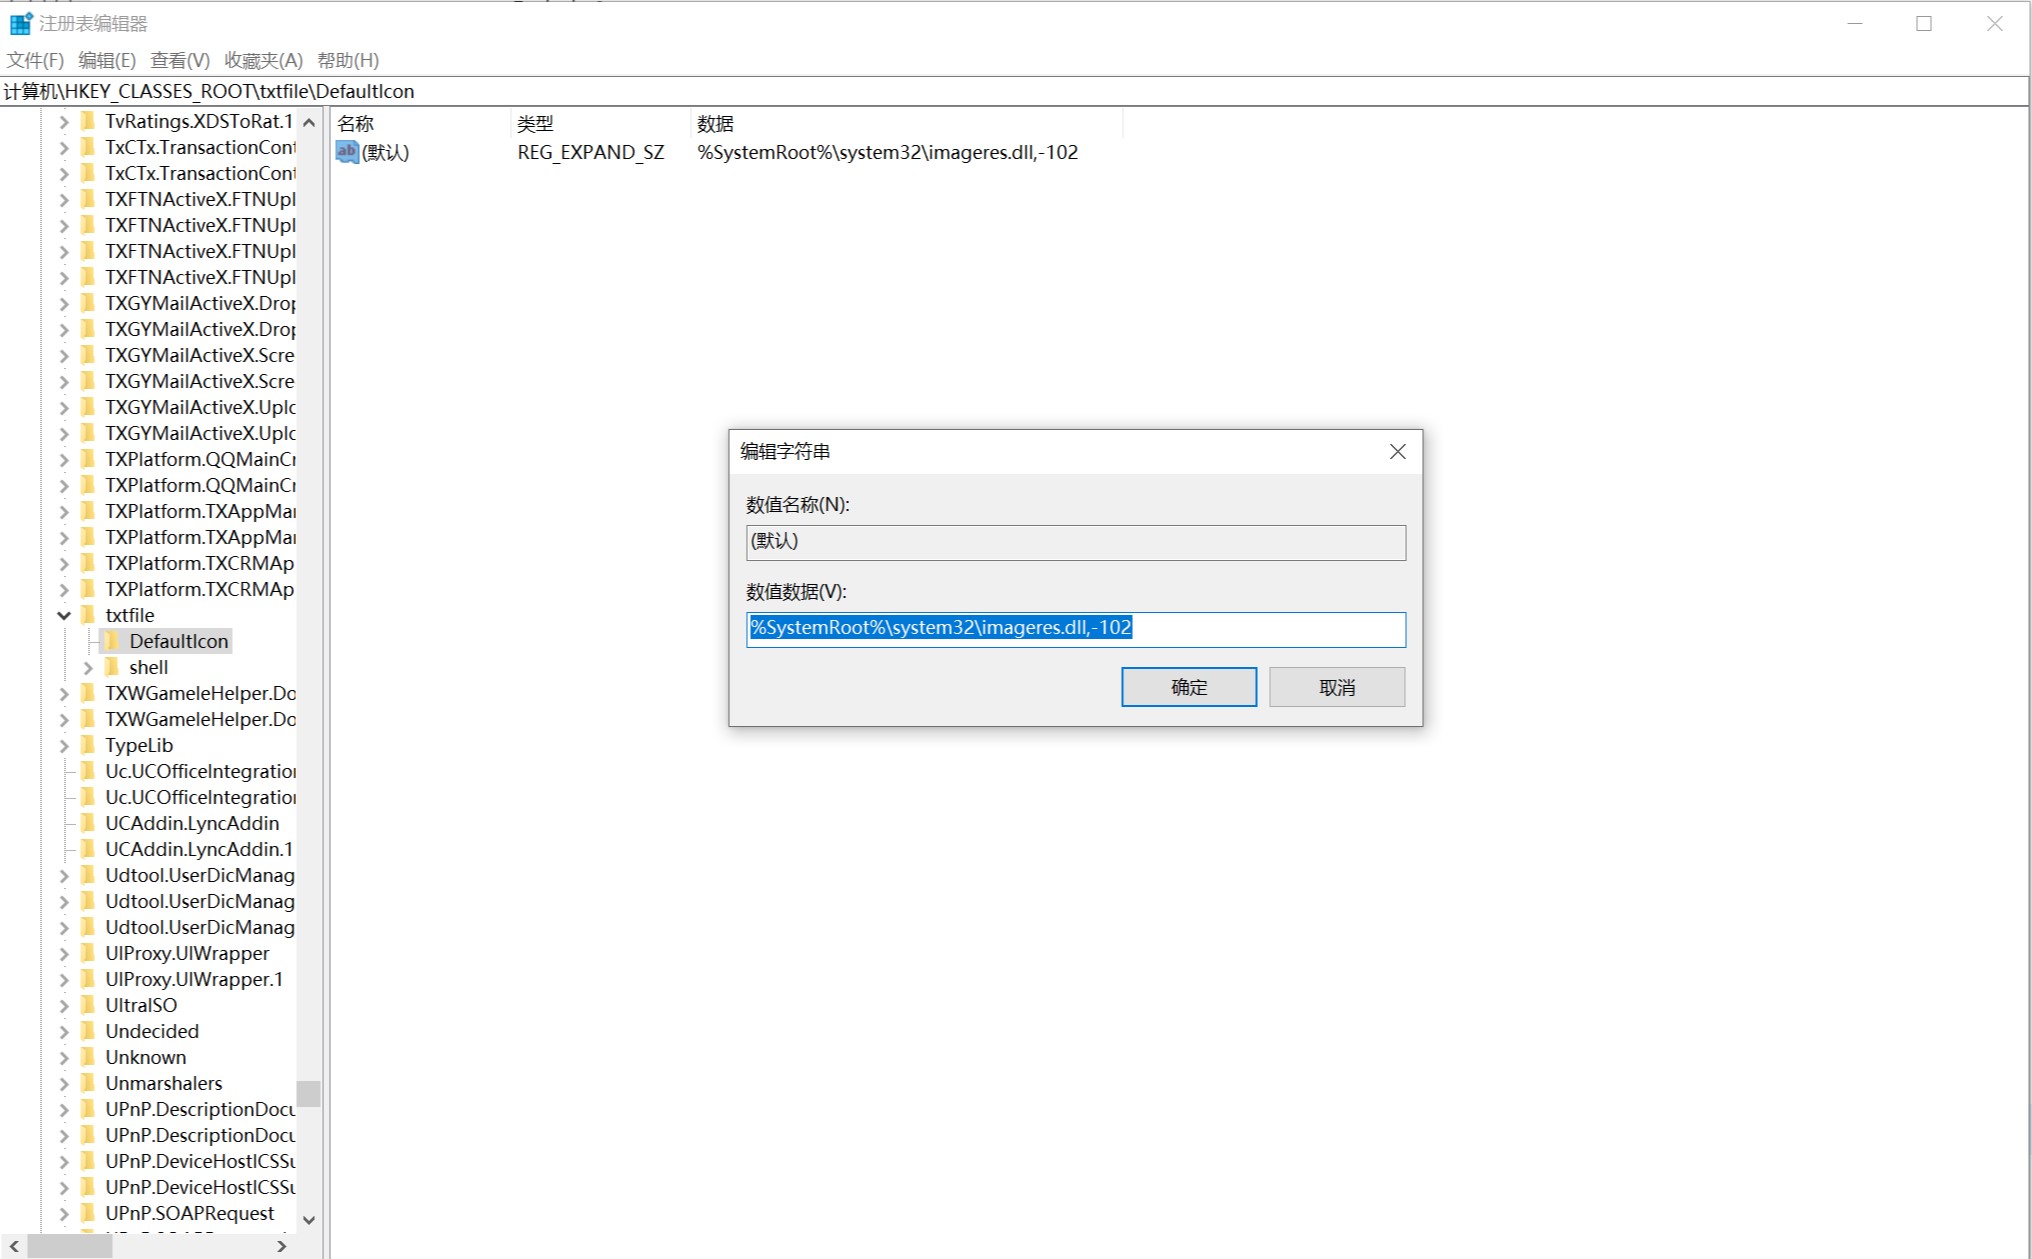 注册表编辑器
文件(F) 编辑(E) 查看(V) 收藏夹(A) 帮助(H)
计算机\HKEY_CLASSES_ROOT\txtfile\DefaultIcon
TvRatings.XDSToRat.1
TxCTx.TransactionCont
TxCTx.TransactionCont
TXFTNActiveX.FTNUpl
TXFTNActiveX.FTNUpl
TXFTNActiveX.FTNUpl
TXFTNActiveX.FTNUpl
TXGYMailActiveX.Drop
TXGYMailActiveX.Drop
TXGYMailActiveX.Scre
TXGYMailActiveX.Scre
TXGYMailActiveX.Uplo
TXGYMailActiveX.Uplo
TXPlatform.QQMainCr
TXPlatform.QQMainCr
TXPlatform.TXAppMan
TXPlatform.TXAppMan
TXPlatform.TXCRMAp
TXPlatform.TXCRMAp
txtfile
DefaultIcon
shell
TXWGameIeHelper.Do
TXWGameIeHelper.Do
TypeLib
Uc.UCOfficeIntegration
Uc.UCOfficeIntegration
UCAddin.LyncAddin
UCAddin.LyncAddin.1
Udtool.UserDicManag
Udtool.UserDicManag
Udtool.UserDicManag
UIProxy.UIWrapper
UIProxy.UIWrapper.1
UltraISO
Undecided
Unknown
Unmarshalers
UPnP.DescriptionDocu
UPnP.DescriptionDocu
UPnP.DeviceHostICSSu
UPnP.DeviceHostICSSu
UPnP.SOAPRequest
名称 类型 数据
ab (默认) REG_EXPAND_SZ %SystemRoot%\system32\imageres.dll,-102
编辑字符串
数值名称(N):
(默认)
数值数据(V):
%SystemRoot%\system32\imageres.dll,-102
确定 取消